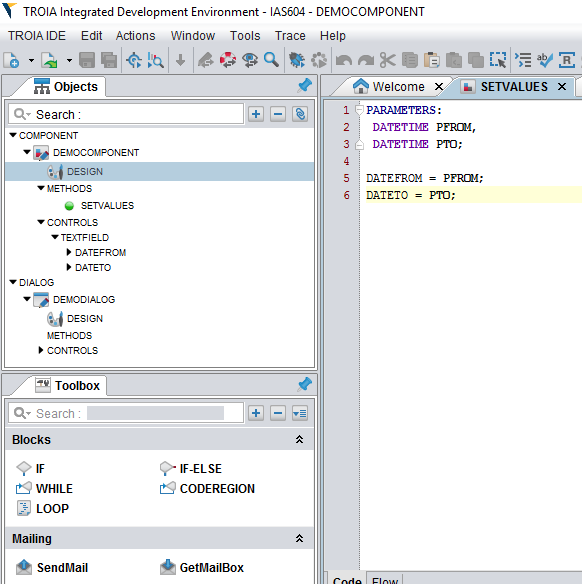 TROIA Integrated Development Environment - IAS604 - DEMOCOMPONENT
TROIA IDE Edit Actions Window Tools Trace Help
Objects
Search :
COMPONENT
DEMOCOMPONENT
DESIGN
METHODS
SETVALUES
CONTROLS
TEXTFIELD
DATEFROM
DATETO
DIALOG
DEMODIALOG
DESIGN
METHODS
CONTROLS
Toolbox
Search :
Blocks
IF IF-ELSE
WHILE CODEREGION
LOOP
Mailing
SendMail GetMailBox
Welcome SETVALUES
1 PARAMETERS:
2 DATETIME PFROM,
3 DATETIME PTO;
4
5 DATEFROM = PFROM;
6 DATETO = PTO;
Code Flow